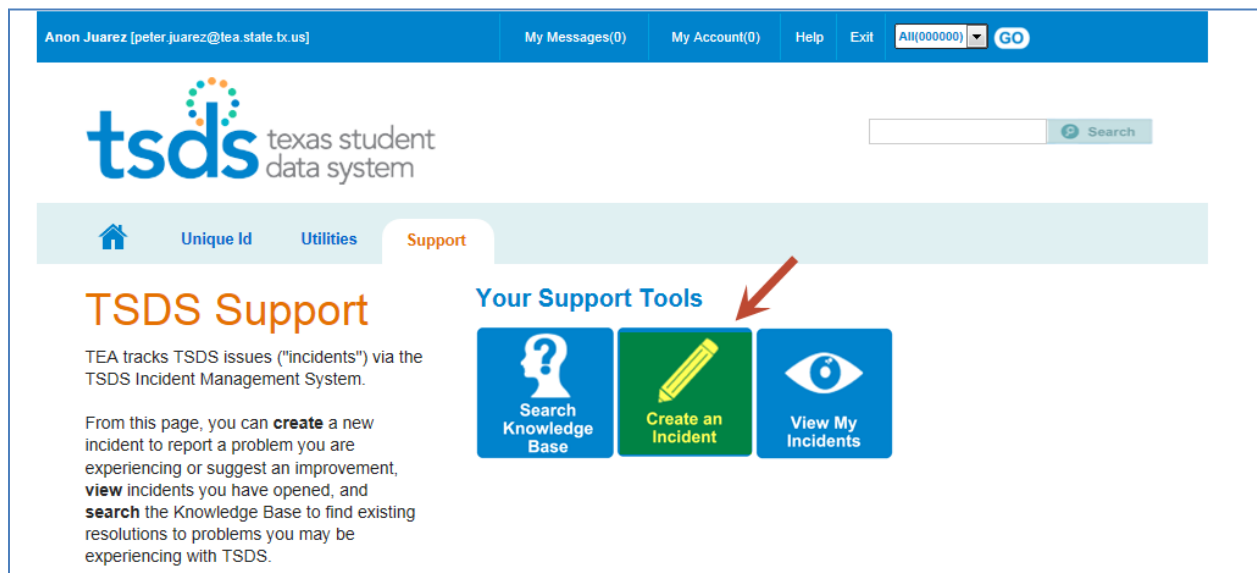 Anon Juarez [peter.juarez@tea.state.tx.us] My Messages(0) My Account(0) Help Exit All(000000) GO
tsds texas student
data system
Search
Unique Id Utilities Support
TSDS Support
TEA tracks TSDS issues ("incidents") via the
TSDS Incident Management System.
From this page, you can create a new
incident to report a problem you are
experiencing or suggest an improvement,
view incidents you have opened, and
search the Knowledge Base to find existing
resolutions to problems you may be
experiencing with TSDS.
Your Support Tools
Search
Knowledge
Base
Create an
Incident
View My
Incidents